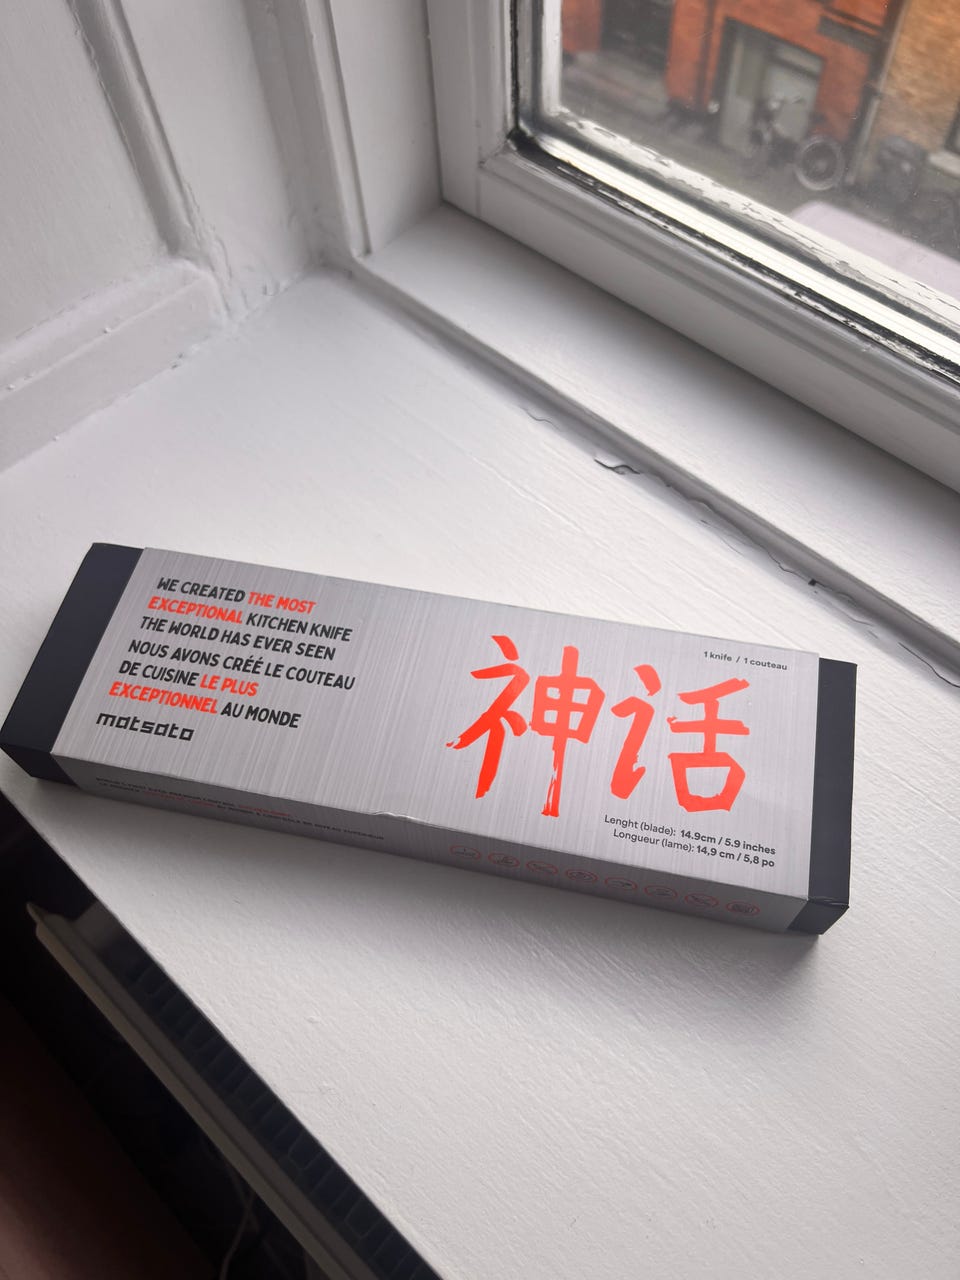 WE CREATED THE MOST
EXCEPTIONAL KITCHEN KNIFE
THE WORLD HAS EVER SEEN
NOUS AVONS CRÉÉ LE COUTEAU
DE CUISINE LE PLUS
EXCEPTIONNEL AU MONDE
matsato
1 knife / 1 couteau
神话
Lenght (blade): 14.9cm / 5.9 inches
Longueur (lame): 14,9 cm / 5,8 po